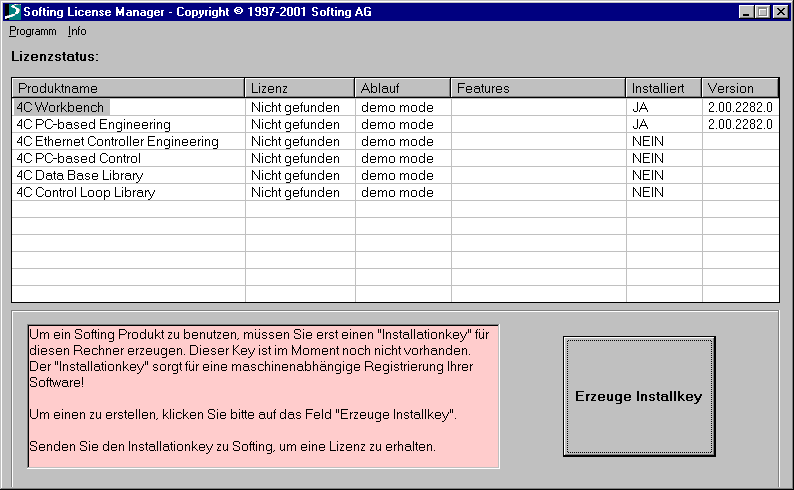 Softing License Manager - Copyright © 1997-2001 Softing AG
Programm Info
Lizenzstatus:
Produktname Lizenz Ablauf Features Installiert Version
4C Workbench Nicht gefunden demo mode JA 2.00.2282.0
4C PC-based Engineering Nicht gefunden demo mode JA 2.00.2282.0
4C Ethernet Controller Engineering Nicht gefunden demo mode NEIN
4C PC-based Control Nicht gefunden demo mode NEIN
4C Data Base Library Nicht gefunden demo mode NEIN
4C Control Loop Library Nicht gefunden demo mode NEIN
Um ein Softing Produkt zu benutzen, müssen Sie erst einen "Installationkey" für
diesen Rechner erzeugen. Dieser Key ist im Moment noch nicht vorhanden.
Der "Installationkey" sorgt für eine maschinenabhängige Registrierung Ihrer
Software!
Um einen zu erstellen, klicken Sie bitte auf das Feld "Erzeuge Installkey".
Senden Sie den Installationkey zu Softing, um eine Lizenz zu erhalten.
Erzeuge Installkey